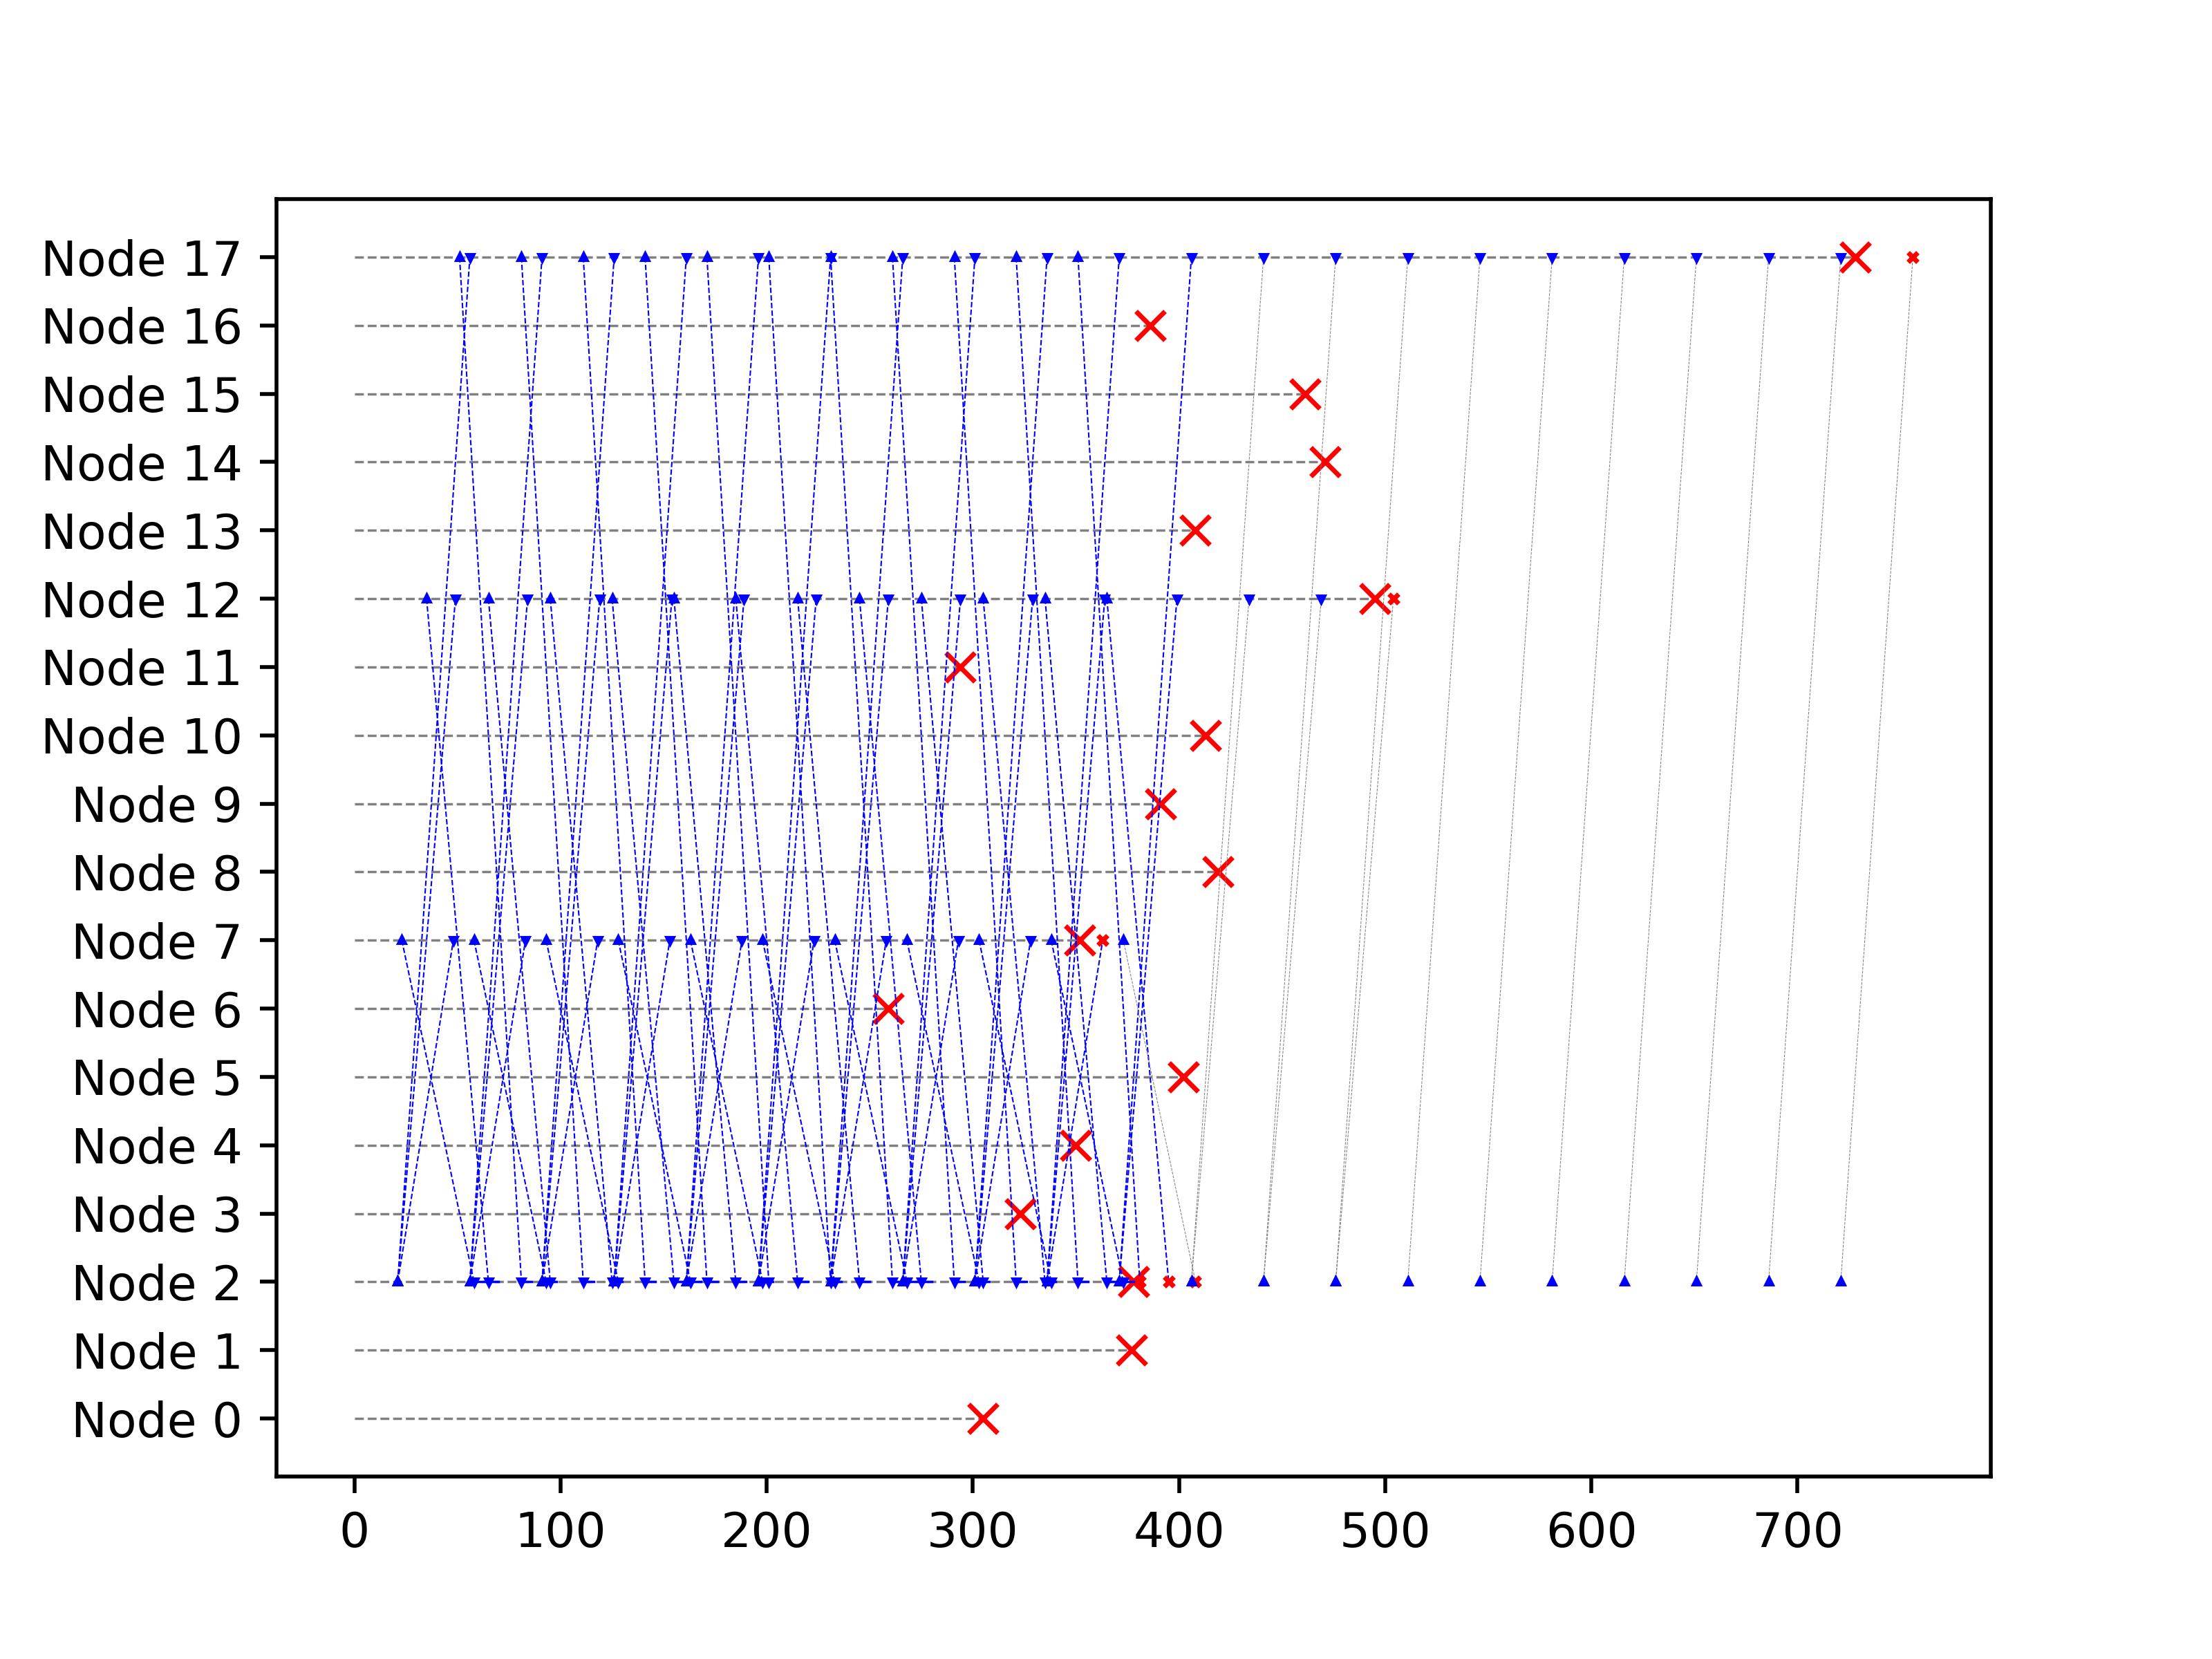 Node 17
Node 16
Node 15
Node 14
Node 13
Node 12
Node 11
Node 10
Node 9
Node 8
Node 7
Node 6
Node 5
Node 4
Node 3
Node 2
Node 1
Node 0
0 100 200 300 400 500 600 700